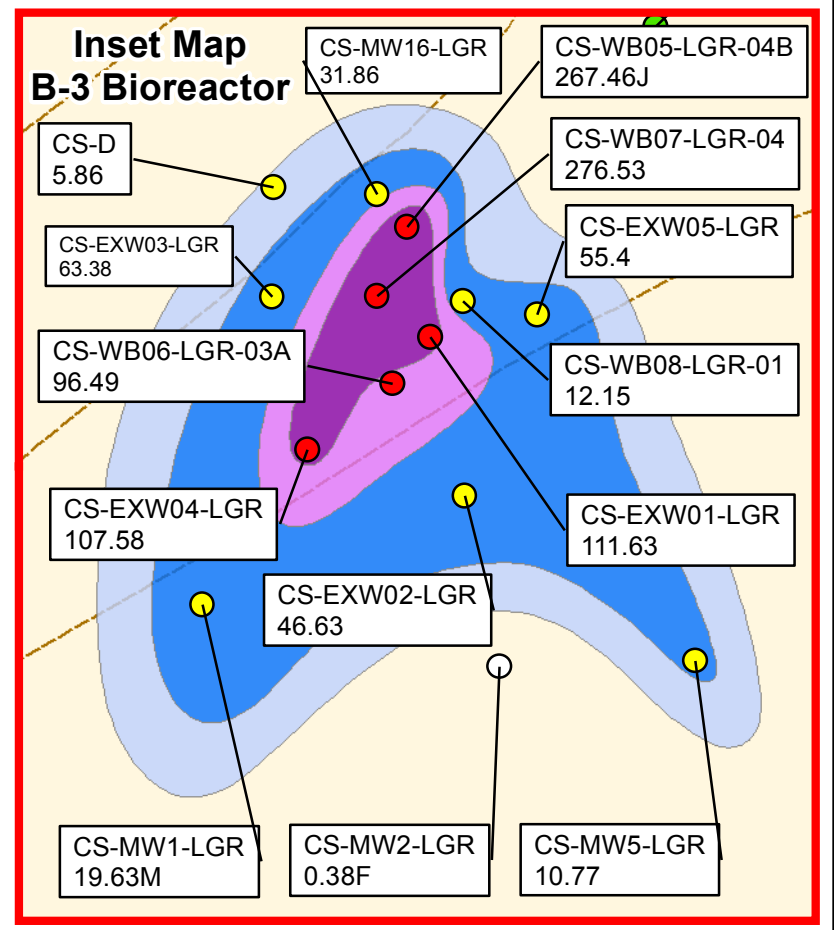 Inset Map
B-3 Bioreactor
CS-MW16-LGR
31.86
CS-WB05-LGR-04B
267.46J
CS-D
5.86
CS-WB07-LGR-04
276.53
CS-EXW03-LGR
63.38
CS-EXW05-LGR
55.4
CS-WB06-LGR-03A
96.49
CS-WB08-LGR-01
12.15
CS-EXW04-LGR
107.58
CS-EXW01-LGR
111.63
CS-EXW02-LGR
46.63
CS-MW1-LGR
19.63M
CS-MW2-LGR
0.38F
CS-MW5-LGR
10.77